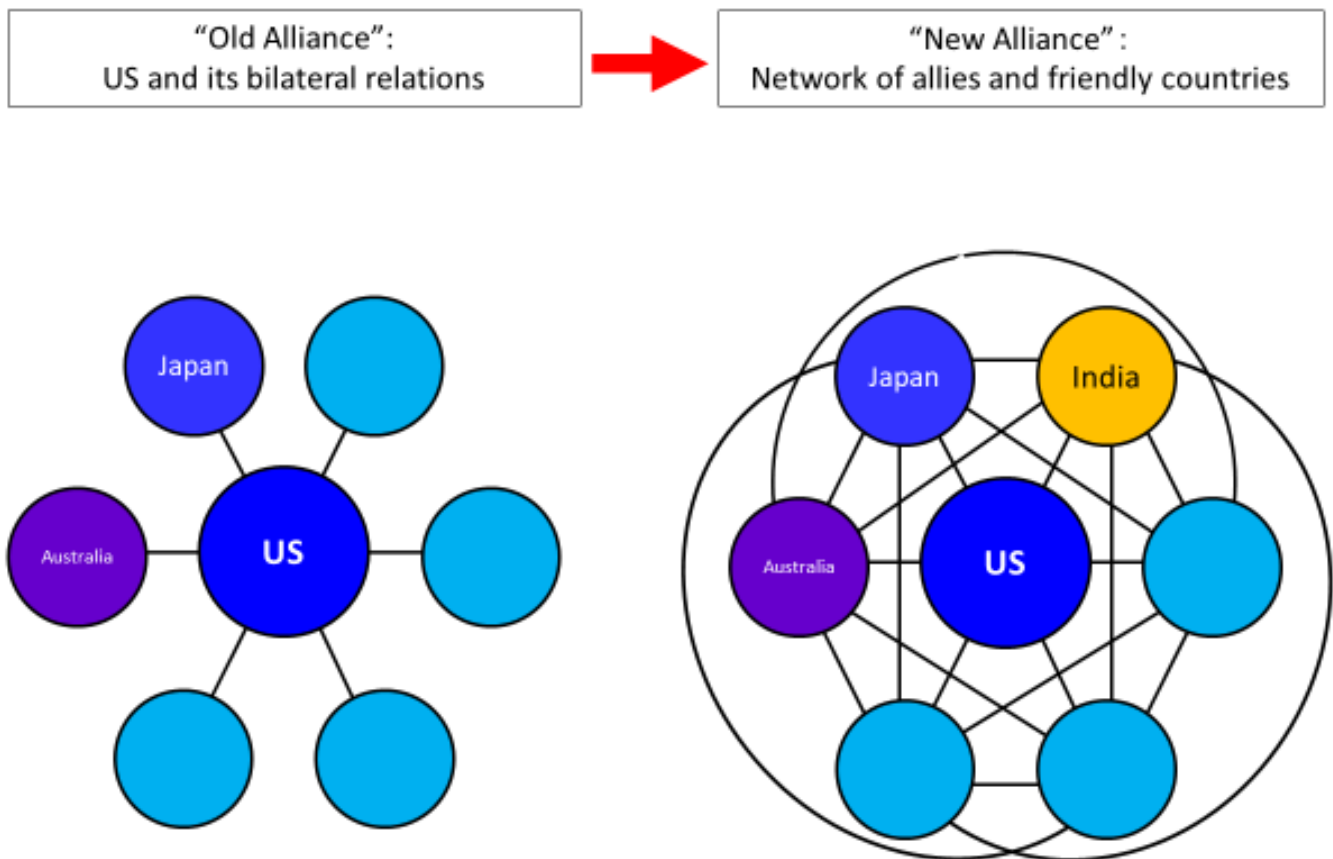 “Old Alliance”:
US and its bilateral relations
“New Alliance” :
Network of allies and friendly countries
Japan
US
Australia
Japan
India
US
Australia